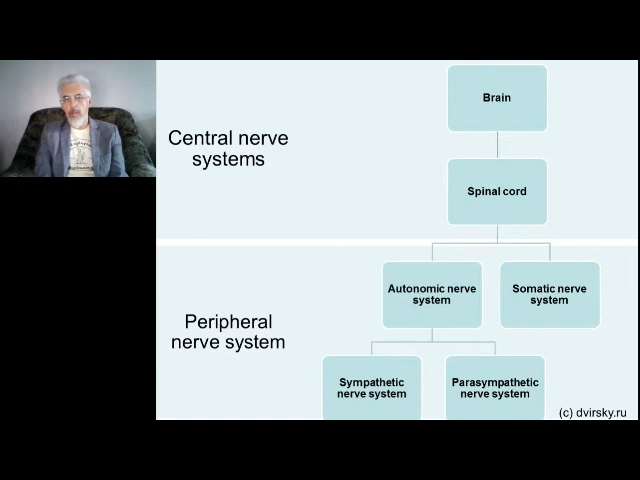 Central nerve
systems
Brain
Spinal cord
Peripheral
nerve system
Autonomic nerve
system
Somatic nerve
system
Sympathetic
nerve system
Parasympathetic
nerve system
(c) dvirsky.ru